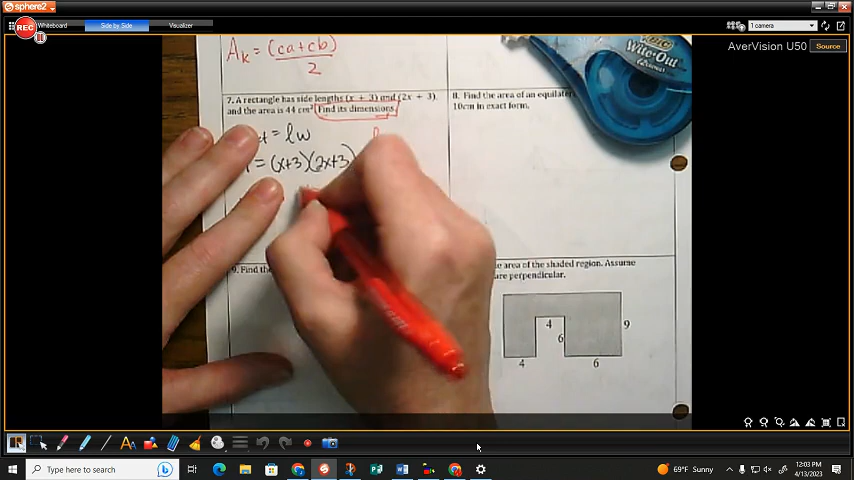 sphere2
REC
Whiteboard
Side by Side
Visualizer
1 camera
AverVision U50
Source
A_k = (ca+cb)
2
Wite·Out
7. A rectangle has side lengths (x + 3) and (2x + 3),
and the area is 44 cm². Find its dimensions.
= lw
= (x+3)(2x+3)
8. Find the area of an
10cm in exact form.
9. Find the
area of the shaded region. Assume
are perpendicular.
4
6
9
4
6
Type here to search
69°F Sunny
12:03 PM
4/13/2023